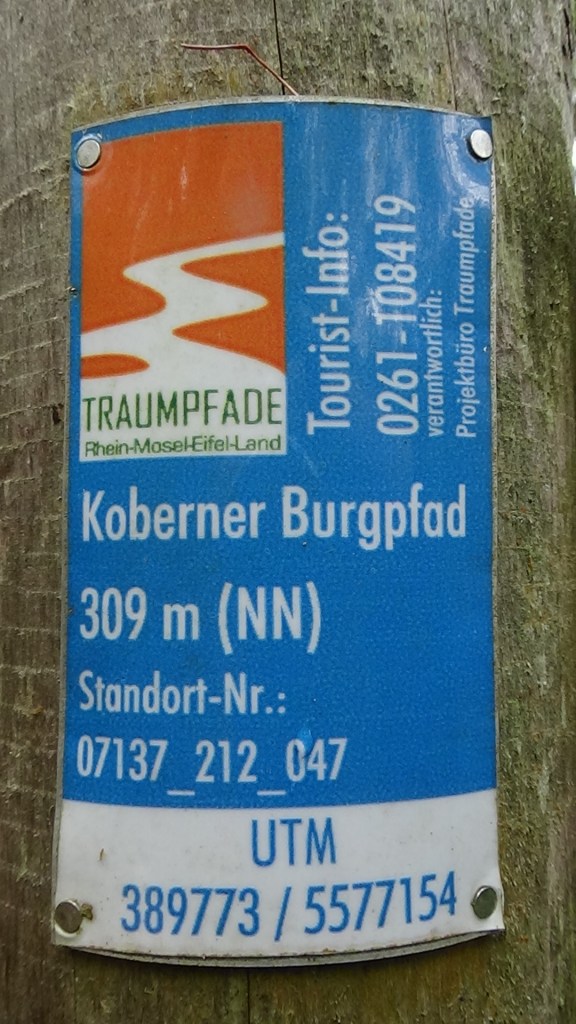 TRAUMPFADE
Rhein-Mosel-Eifel-Land
Tourist-Info:
0261-108419
verantwortlich:
Projektbüro Traumpfade
Koberner Burgpfad
309 m (NN)
Standort-Nr.:
07137_212_047
UTM
389773 / 5577154